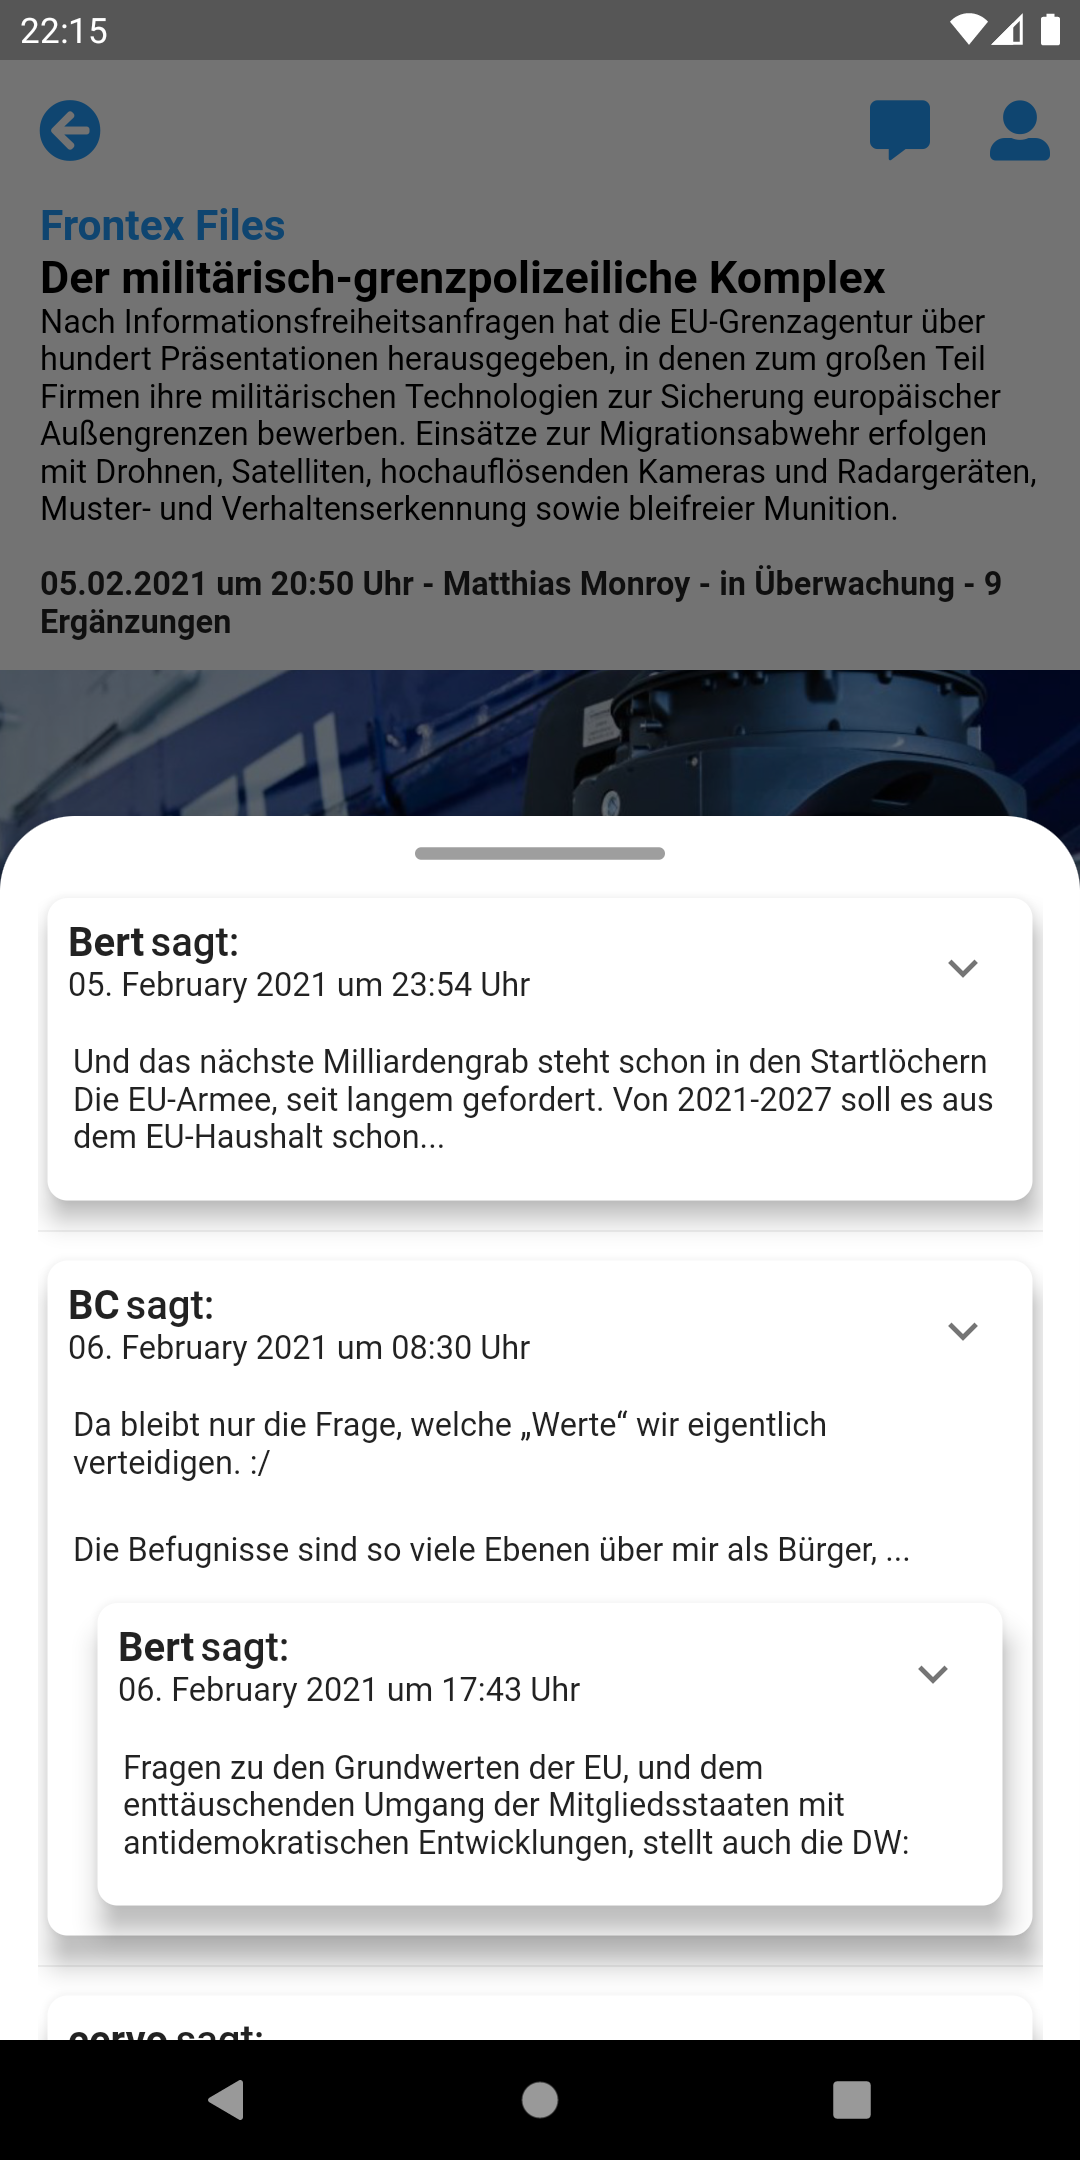 22:15
Frontex Files
Der militärisch-grenzpolizeiliche Komplex
Nach Informationsfreiheitsanfragen hat die EU-Grenzagentur über
hundert Präsentationen herausgegeben, in denen zum großen Teil
Firmen ihre militärischen Technologien zur Sicherung europäischer
Außengrenzen bewerben. Einsätze zur Migrationsabwehr erfolgen
mit Drohnen, Satelliten, hochauflösenden Kameras und Radargeräten,
Muster- und Verhaltenserkennung sowie bleifreier Munition.
05.02.2021 um 20:50 Uhr - Matthias Monroy - in Überwachung - 9
Ergänzungen
Bert sagt:
05. February 2021 um 23:54 Uhr
Und das nächste Milliardengrab steht schon in den Startlöchern
Die EU-Armee, seit langem gefordert. Von 2021-2027 soll es aus
dem EU-Haushalt schon...
BC sagt:
06. February 2021 um 08:30 Uhr
Da bleibt nur die Frage, welche „Werte“ wir eigentlich
verteidigen. :/
Die Befugnisse sind so viele Ebenen über mir als Bürger, ...
Bert sagt:
06. February 2021 um 17:43 Uhr
Fragen zu den Grundwerten der EU, und dem
enttäuschenden Umgang der Mitgliedsstaaten mit
antidemokratischen Entwicklungen, stellt auch die DW:
sagt: